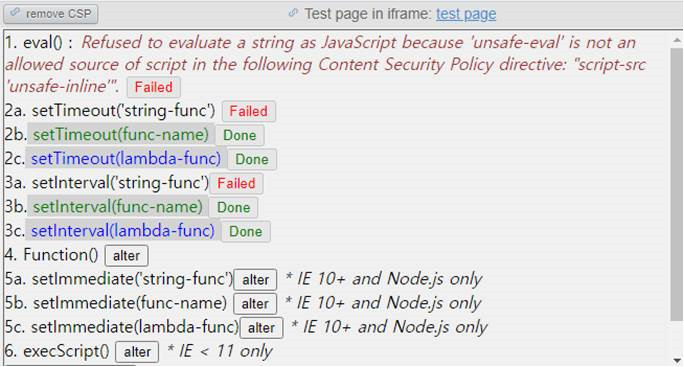 remove CSP Test page in iframe: test page
1. eval() : Refused to evaluate a string as JavaScript because 'unsafe-eval' is not an
allowed source of script in the following Content Security Policy directive: "script-src
'unsafe-inline'". Failed
2a. setTimeout('string-func') Failed
2b. setTimeout(func-name) Done
2c. setTimeout(lambda-func) Done
3a. setInterval('string-func') Failed
3b. setInterval(func-name) Done
3c. setInterval(lambda-func) Done
4. Function() alter
5a. setImmediate('string-func') alter * IE 10+ and Node.js only
5b. setImmediate(func-name) alter * IE 10+ and Node.js only
5c. setImmediate(lambda-func) alter * IE 10+ and Node.js only
6. execScript() alter * IE < 11 only